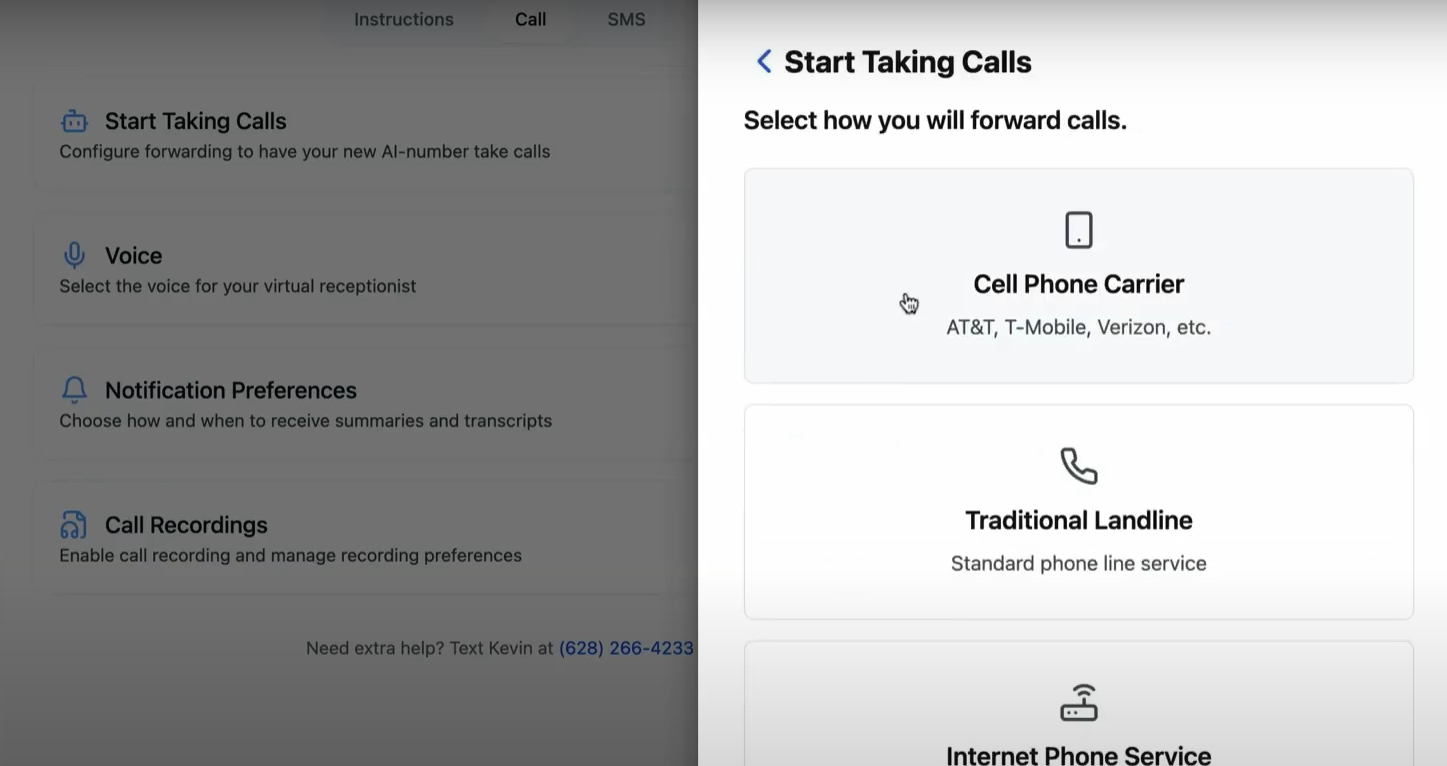 Instructions
Call
SMS
Start Taking Calls
Configure forwarding to have your new AI-number take calls
Voice
Select the voice for your virtual receptionist
Notification Preferences
Choose how and when to receive summaries and transcripts
Call Recordings
Enable call recording and manage recording preferences
Need extra help? Text Kevin at (628) 266-4233
Start Taking Calls
Select how you will forward calls.
Cell Phone Carrier
AT&T, T-Mobile, Verizon, etc.
Traditional Landline
Standard phone line service
Internet Phone Service